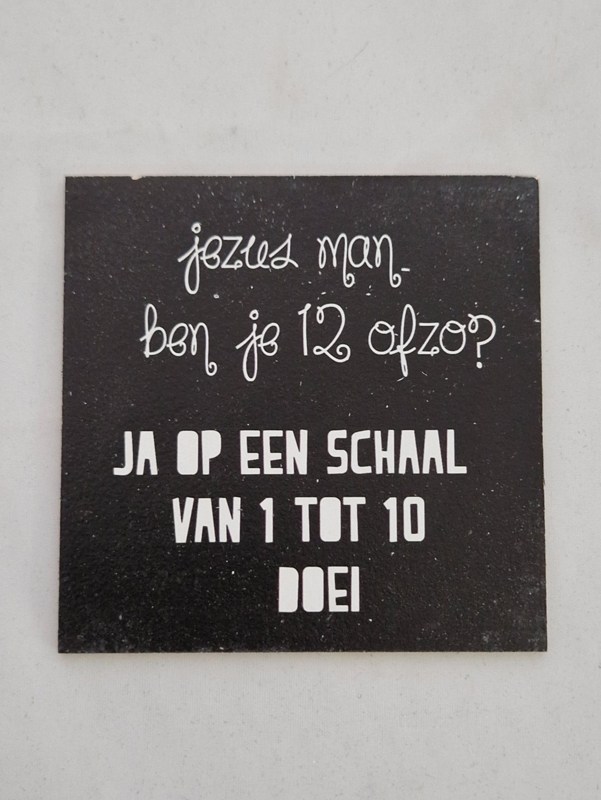 jezus man.
ben je 12 ofzo?
JA OP EEN SCHAAL
VAN 1 TOT 10
DOEI